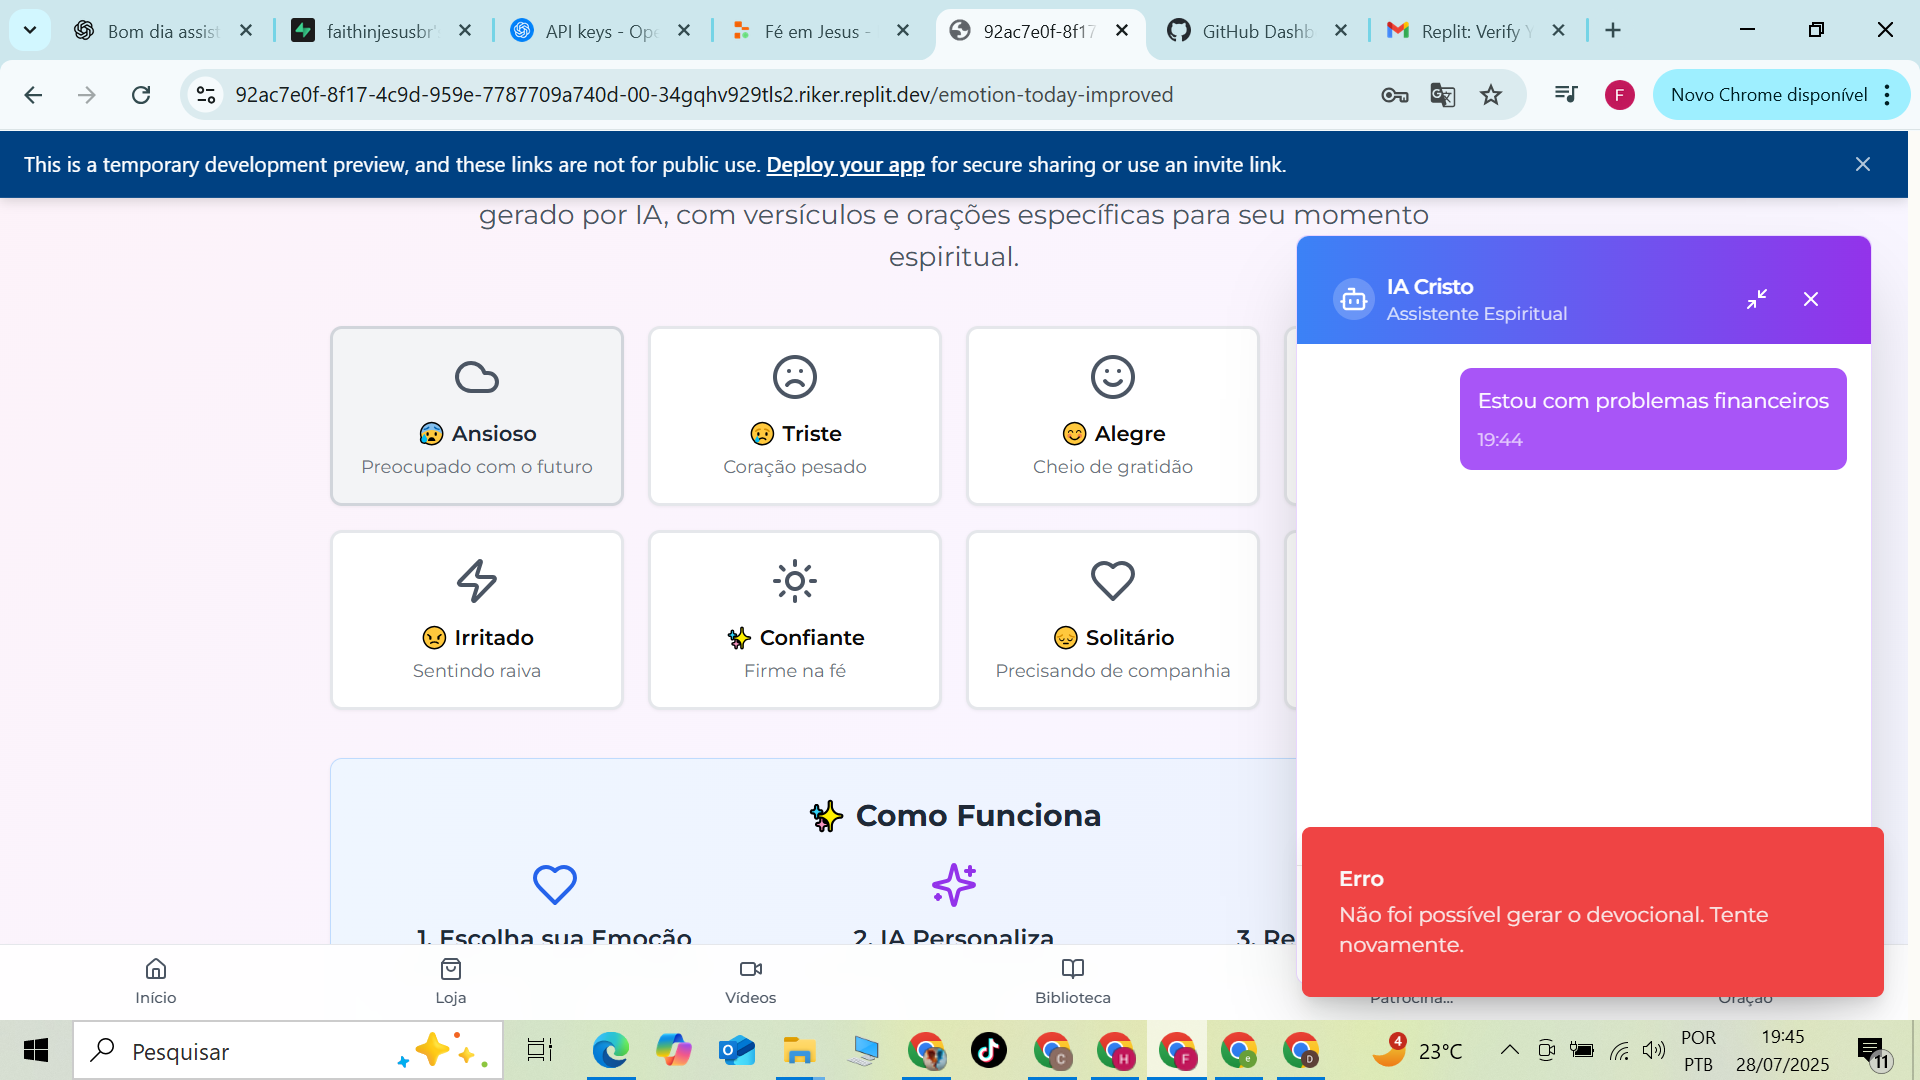 Bom dia assist
faithinjesusbr'
API keys - Ope
Fé em Jesus -
92ac7e0f-8f17
GitHub Dashb
Replit: Verify Y
92ac7e0f-8f17-4c9d-959e-7787709a740d-00-34gqhv929tls2.riker.replit.dev/emotion-today-improved
F
Novo Chrome disponível
This is a temporary development preview, and these links are not for public use. Deploy your app for secure sharing or use an invite link.
gerado por IA, com versículos e orações específicas para seu momento
espiritual.
IA Cristo
Assistente Espiritual
Estou com problemas financeiros
19:44
Ansioso
Preocupado com o futuro
Triste
Coração pesado
Alegre
Cheio de gratidão
Irritado
Sentindo raiva
Confiante
Firme na fé
Solitário
Precisando de companhia
Como Funciona
1. Escolha sua Emoção
2. IA Personaliza
3. Re
Erro
Não foi possível gerar o devocional. Tente
novamente.
Início
Loja
Vídeos
Biblioteca
Patrocina...
Oração
Pesquisar
C
H
F
e
D
4
23°C
POR
PTB
19:45
28/07/2025
11